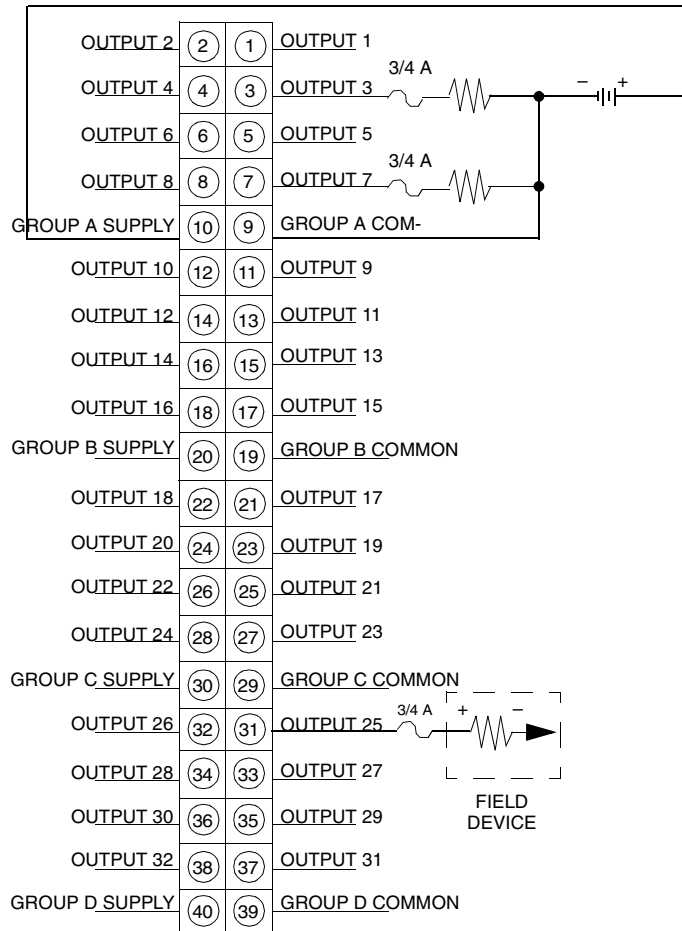 OUTPUT 2 2 1 OUTPUT 1
3/4 A
OUTPUT 4 4 3 OUTPUT 3 − +
OUTPUT 6 6 5 OUTPUT 5
3/4 A
OUTPUT 8 8 7 OUTPUT 7
GROUP A SUPPLY 10 9 GROUP A COM-
OUTPUT 10 12 11 OUTPUT 9
OUTPUT 12 14 13 OUTPUT 11
OUTPUT 14 16 15 OUTPUT 13
OUTPUT 16 18 17 OUTPUT 15
GROUP B SUPPLY 20 19 GROUP B COMMON
OUTPUT 18 22 21 OUTPUT 17
OUTPUT 20 24 23 OUTPUT 19
OUTPUT 22 26 25 OUTPUT 21
OUTPUT 24 28 27 OUTPUT 23
GROUP C SUPPLY 30 29 GROUP C COMMON
OUTPUT 26 32 31 OUTPUT 25 3/4 A + −
OUTPUT 28 34 33 OUTPUT 27
FIELD
DEVICE
OUTPUT 30 36 35 OUTPUT 29
OUTPUT 32 38 37 OUTPUT 31
GROUP D SUPPLY 40 39 GROUP D COMMON